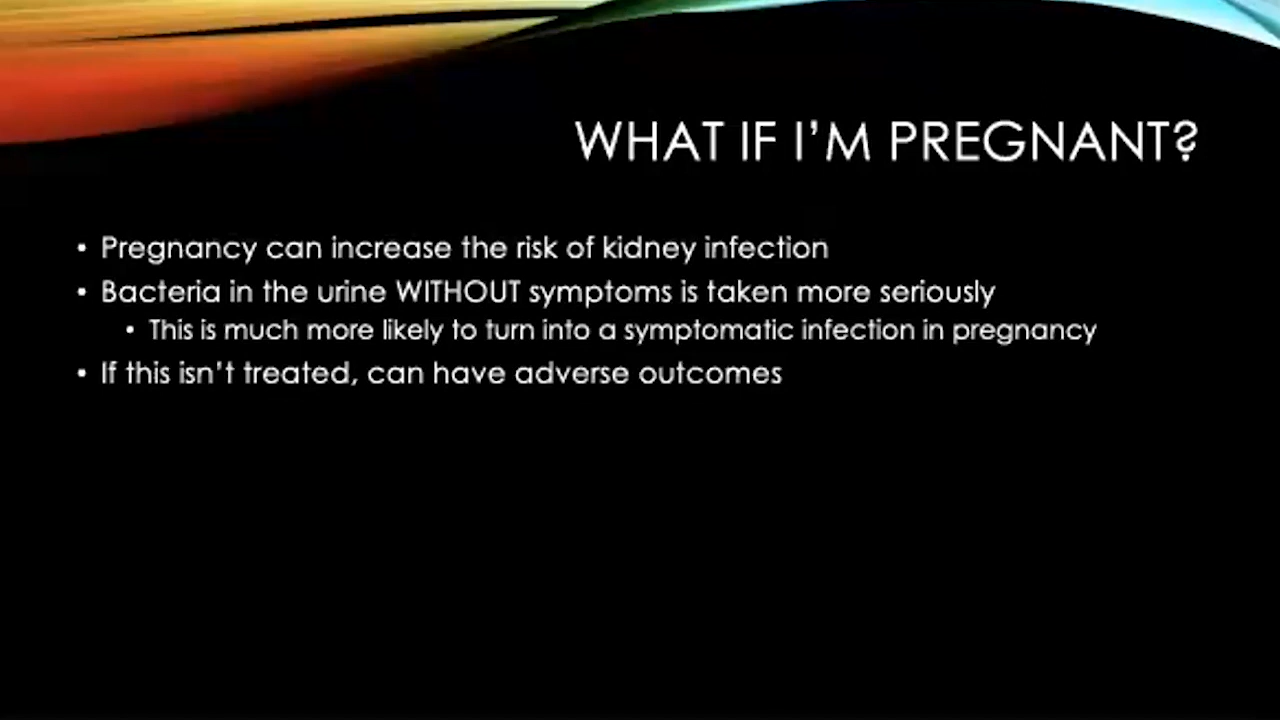 WHAT IF I'M PREGNANT?
• Pregnancy can increase the risk of kidney infection
• Bacteria in the urine WITHOUT symptoms is taken more seriously
• This is much more likely to turn into a symptomatic infection in pregnancy
• If this isn't treated, can have adverse outcomes